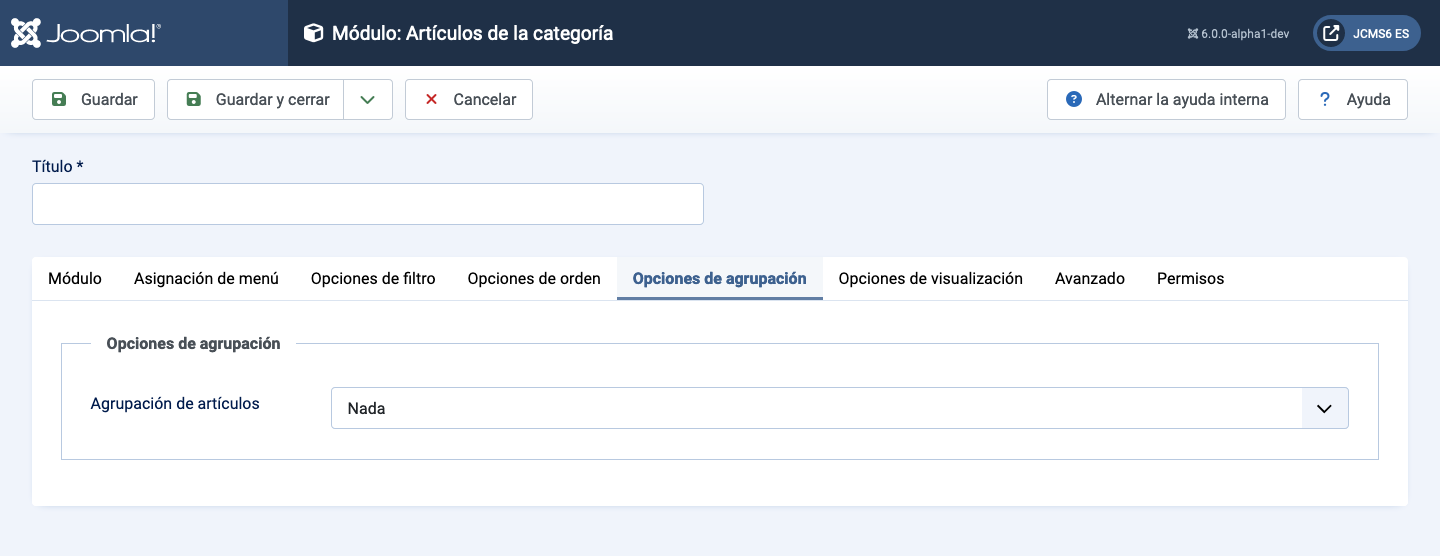 Joomla!® Módulo: Artículos de la categoría 6.0.0-alpha1-dev JCMS6 ES
Guardar Guardar y cerrar Cancelar Alternar la ayuda interna Ayuda
Título *
Módulo Asignación de menú Opciones de filtro Opciones de orden Opciones de agrupación Opciones de visualización Avanzado Permisos
Opciones de agrupación
Agrupación de artículos Nada